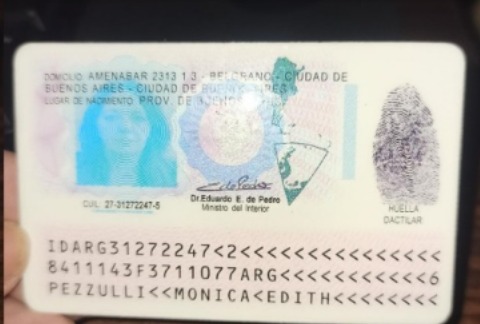 DOMICILIO: AMENABAR 2313 1 3 - BELGRANO - CIUDAD DE
BUENOS AIRES - CIUDAD DE BUENOS AIRES
LUGAR DE NACIMIENTO: PROV. DE BUENOS
CUIL: 27-31272247-5
Dr. Eduardo E. de Pedro
Ministro del Interior
HUELLA
DACTILAR
IDARG31272247<2<<<<<<<<<<<<<<<
8411143F3711077ARG<<<<<<<<<<<6
PEZZULLI<<MONICA<EDITH<<<<<<<<